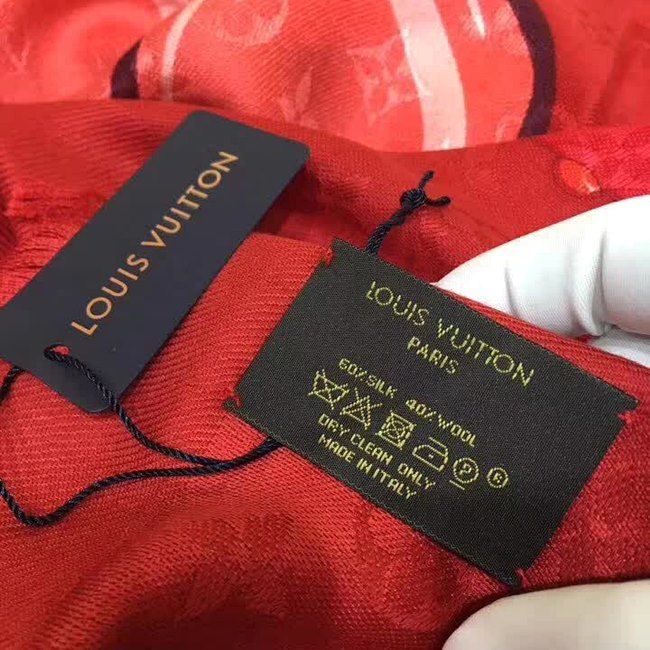 LOUIS VUITTON
LOUIS VUITTON
PARIS
60%SILK 40%WOOL
P ®
DRY CLEAN ONLY
MADE IN ITALY